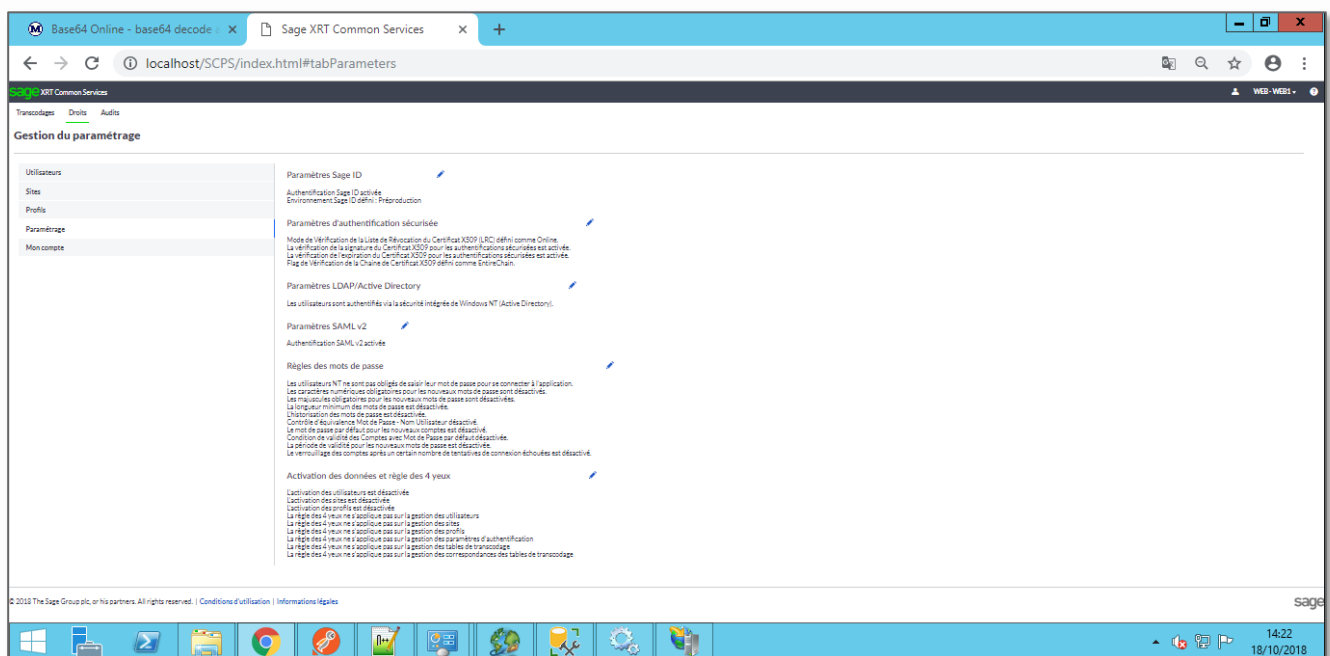 Base64 Online - base64 decode
Sage XRT Common Services
localhost/SCPS/index.html#tabParameters
sage XRT Common Services
WEB - WEB1
Transcodages Droits Audits
Gestion du paramétrage
Utilisateurs
Sites
Profils
Paramétrage
Mon compte
Paramètres Sage ID
Authentification Sage ID activée
Environnement Sage ID défini : Préproduction
Paramètres d'authentification sécurisée
Mode de Vérification de la Liste de Révocation du Certificat X509 (LRC) défini comme Online.
La vérification de la signature du Certificat X509 pour les authentifications sécurisées est activée.
La vérification de l'expiration du Certificat X509 pour les authentifications sécurisées est activée.
Flag de Vérification de la Chaine de Certificat X509 défini comme EntireChain.
Paramètres LDAP/Active Directory
Les utilisateurs sont authentifiés via la sécurité intégrée de Windows NT (Active Directory).
Paramètres SAML v2
Authentification SAML v2 activée
Règles des mots de passe
Les utilisateurs NT ne sont pas obligés de saisir leur mot de passe pour se connecter à l'application.
Les caractères numériques obligatoires pour les nouveaux mots de passe sont désactivés.
Les majuscules obligatoires pour les nouveaux mots de passe sont désactivées.
La longueur minimum des mots de passe est désactivée.
L'historisation des mots de passe est désactivée.
Contrôle d'équivalence Mot de Passe - Nom Utilisateur désactivé.
Le mot de passe par défaut pour les nouveaux comptes est désactivé.
Condition de validité des Comptes avec Mot de Passe par défaut désactivée.
La période de validité pour les nouveaux mots de passe est désactivée.
Le verrouillage des comptes après un certain nombre de tentatives de connexion échouées est désactivé.
Activation des données et règle des 4 yeux
L'activation des utilisateurs est désactivée
L'activation des sites est désactivée
L'activation des profils est désactivée
La règle des 4 yeux ne s'applique pas sur la gestion des utilisateurs
La règle des 4 yeux ne s'applique pas sur la gestion des sites
La règle des 4 yeux ne s'applique pas sur la gestion des profils
La règle des 4 yeux ne s'applique pas sur la gestion des paramètres d'authentification
La règle des 4 yeux ne s'applique pas sur la gestion des tables de transcodage
La règle des 4 yeux ne s'applique pas sur la gestion des correspondances des tables de transcodage
© 2018 The Sage Group plc, or his partners. All rights reserved. | Conditions d'utilisation | Informations légales
sage
14:22
18/10/2018